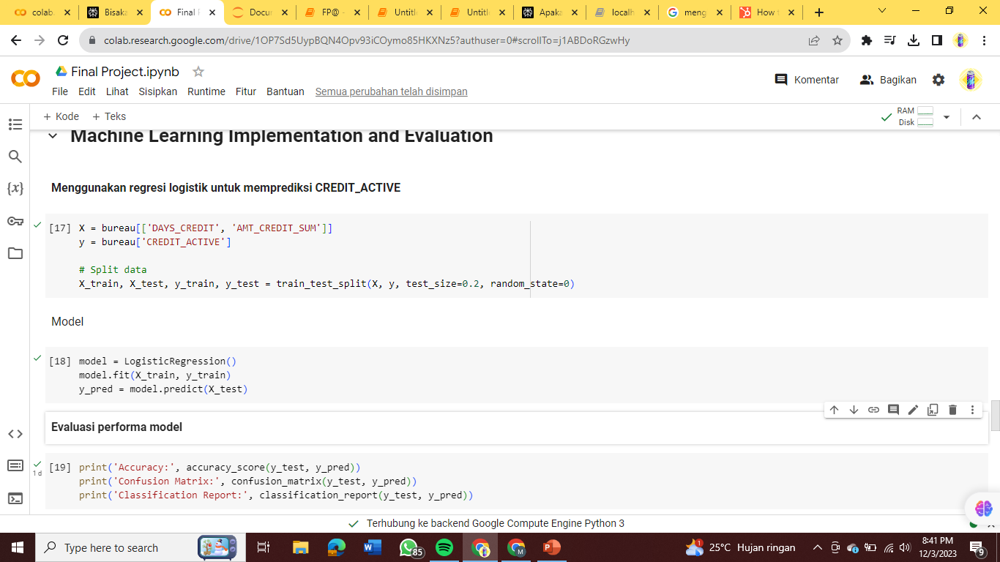 colab.
Bisaka
Final F
Docum
FP@ -
Untitle
Untitle
Apaka
localh
meng
How t
colab.research.google.com/drive/1OP7Sd5UypBQN4Opv93iCOymo85HKXNz5?authuser=0#scrollTo=j1ABDoRGzwHy
Final Project.ipynb
File Edit Lihat Sisipkan Runtime Fitur Bantuan Semua perubahan telah disimpan
Komentar
Bagikan
+ Kode + Teks
RAM
Disk
Machine Learning Implementation and Evaluation
Menggunakan regresi logistik untuk memprediksi CREDIT_ACTIVE
[17] X = bureau[['DAYS_CREDIT', 'AMT_CREDIT_SUM']]
y = bureau['CREDIT_ACTIVE']
# Split data
X_train, X_test, y_train, y_test = train_test_split(X, y, test_size=0.2, random_state=0)
Model
[18] model = LogisticRegression()
model.fit(X_train, y_train)
y_pred = model.predict(X_test)
Evaluasi performa model
[19] print('Accuracy:', accuracy_score(y_test, y_pred))
1 d
print('Confusion Matrix:', confusion_matrix(y_test, y_pred))
print('Classification Report:', classification_report(y_test, y_pred))
Terhubung ke backend Google Compute Engine Python 3
Type here to search
85
1
25°C Hujan ringan
8:41 PM
12/3/2023
9